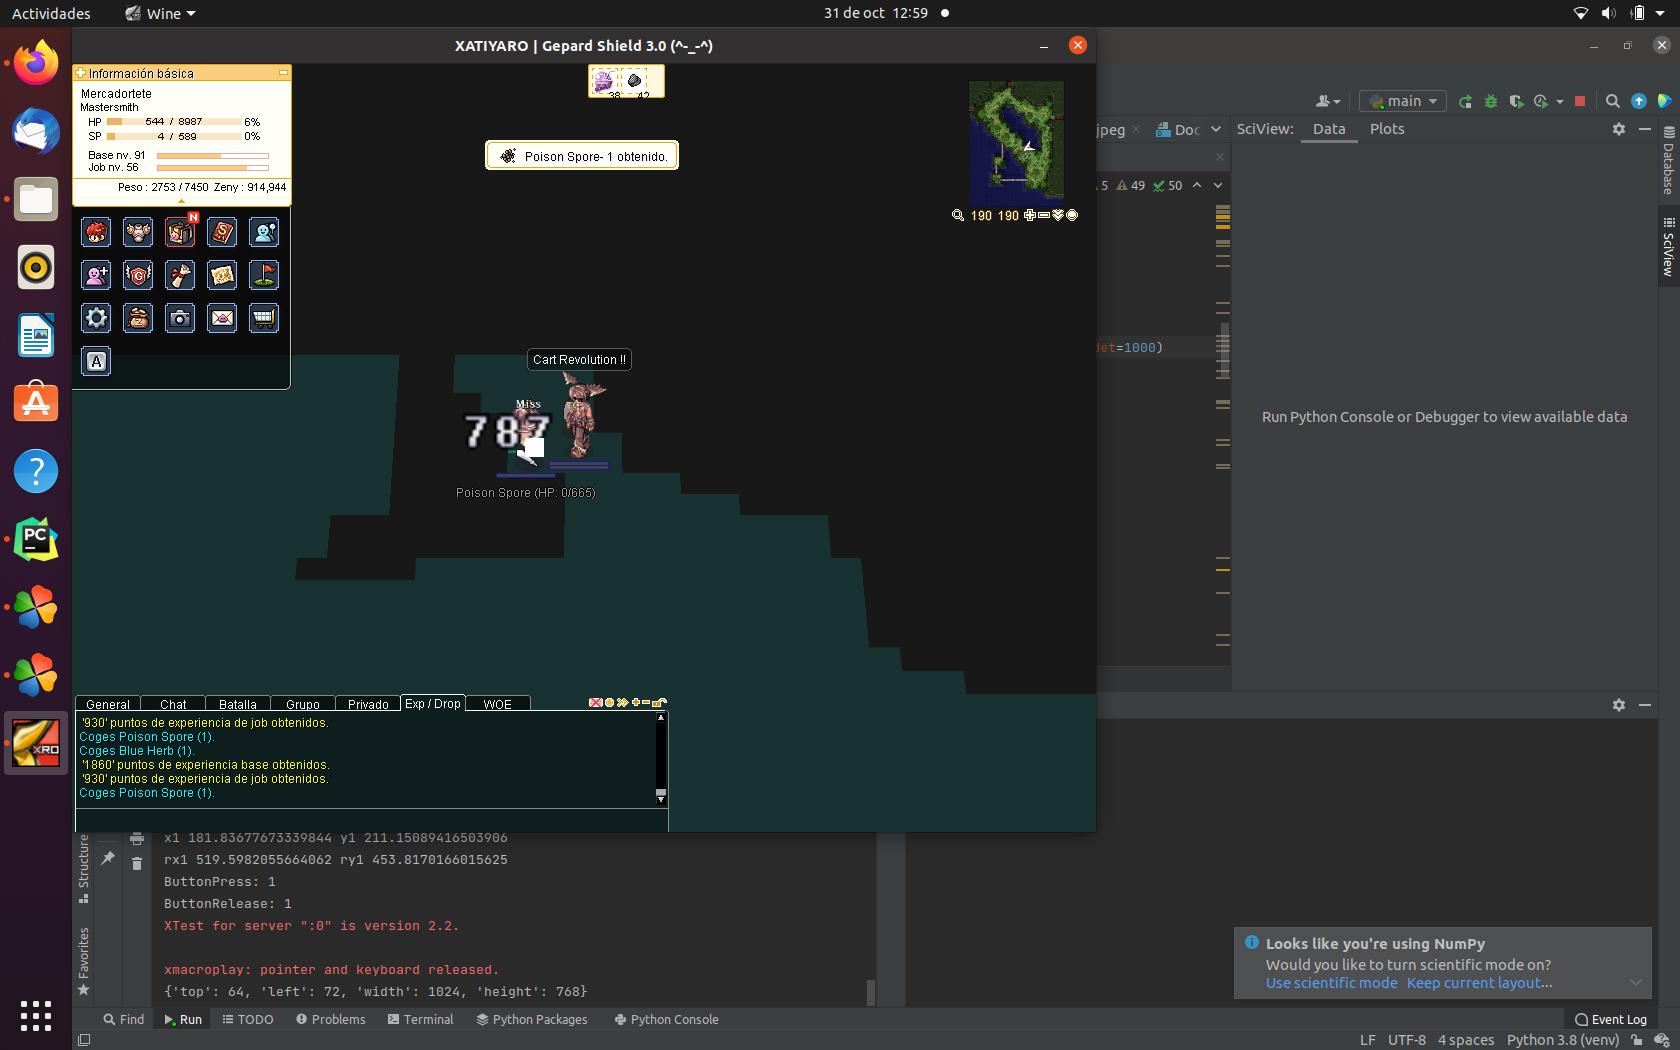 Actividades
Wine
31 de oct 12:59
XATIYARO | Gepard Shield 3.0 (^-_-^)
Información básica
Mercadortete
Mastersmith
HP 544 / 8987 6%
SP 4 / 589 0%
Base nv. 91
Job nv. 56
Peso : 2753 / 7450 Zeny : 914,944
N
A
38 42
Poison Spore- 1 obtenido.
190 190
Cart Revolution !!
Miss
787
Poison Spore (HP: 0/665)
General
Chat
Batalla
Grupo
Privado
Exp / Drop
WOE
'930' puntos de experiencia de job obtenidos.
Coges Poison Spore (1).
Coges Blue Herb (1).
'1860' puntos de experiencia base obtenidos.
'930' puntos de experiencia de job obtenidos.
Coges Poison Spore (1).
main
jpeg
Doc
SciView:
Data
Plots
5 49 50
=1000)
Run Python Console or Debugger to view available data
Database
SciView
PC
XRO
Structure
Favorites
x1 181.83677673339844 y1 211.15089416503906
rx1 519.5982055664062 ry1 453.8170166015625
ButtonPress: 1
ButtonRelease: 1
XTest for server ":0" is version 2.2.
xmacroplay: pointer and keyboard released.
{'top': 64, 'left': 72, 'width': 1024, 'height': 768}
Looks like you're using NumPy
Would you like to turn scientific mode on?
Use scientific mode Keep current layout...
Find
Run
TODO
Problems
Terminal
Python Packages
Python Console
Event Log
LF UTF-8 4 spaces Python 3.8 (venv)